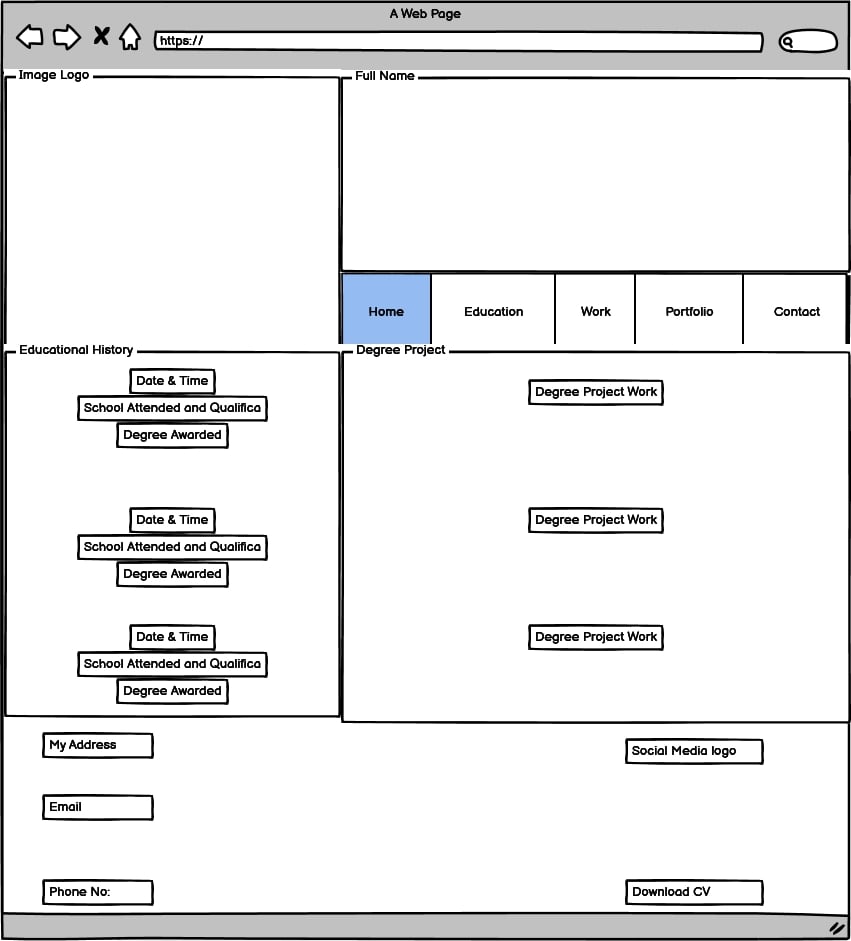 A Web Page
https://
Image Logo
Full Name
Home
Education
Work
Portfolio
Contact
Educational History
Degree Project
Date & Time
School Attended and Qualifica
Degree Awarded
Degree Project Work
Date & Time
School Attended and Qualifica
Degree Awarded
Degree Project Work
Date & Time
School Attended and Qualifica
Degree Awarded
Degree Project Work
My Address
Social Media logo
Email
Phone No:
Download CV